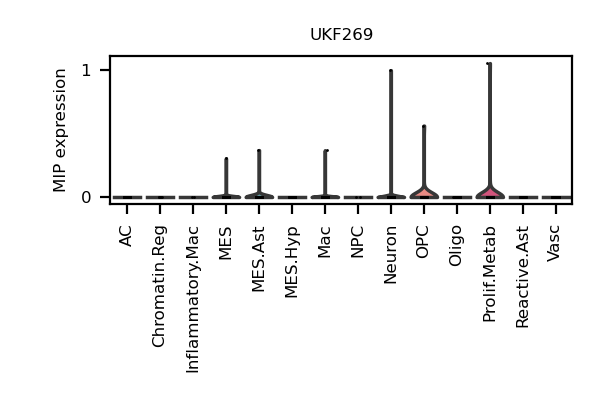 UKF269
MIP expression
1
0
AC
Chromatin.Reg
Inflammatory.Mac
MES
MES.Ast
MES.Hyp
Mac
NPC
Neuron
OPC
Oligo
Prolif.Metab
Reactive.Ast
Vasc